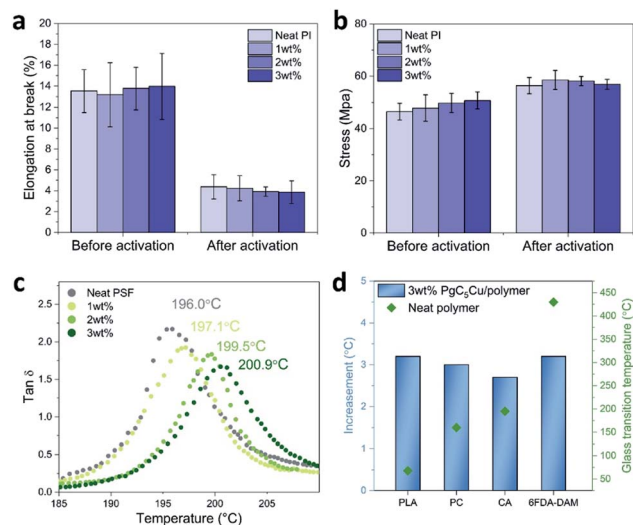 a
Neat PI
1wt%
2wt%
3wt%
16
14
12
10
8
6
4
2
0
Elongation at break (%)
Before activation
After activation
b
Neat PI
1wt%
2wt%
3wt%
80
60
40
20
0
Stress (Mpa)
Before activation
After activation
c
Neat PSF
1wt%
2wt%
3wt%
196.0°C
197.1°C
199.5°C
200.9°C
2.5
2.0
1.5
1.0
0.5
0.0
Tan δ
185
190
195
200
205
Temperature (°C)
d
3wt% PgC₅Cu/polymer
Neat polymer
5
4
3
2
1
0
Increasement (°C)
450
400
350
300
250
200
150
100
50
Glass transition temperature (°C)
PLA
PC
CA
6FDA-DAM